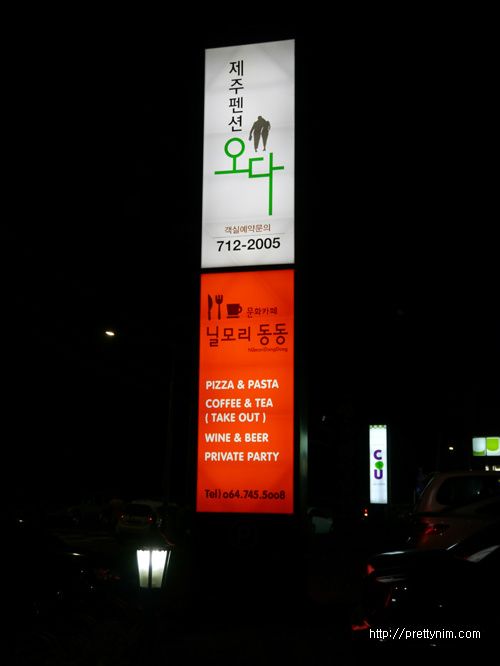 제주펜션
오다
객실예약문의
712-2005
문화카페
닐모리 동동
NilmoriDongDong
PIZZA & PASTA
COFFEE & TEA
( TAKE OUT )
WINE & BEER
PRIVATE PARTY
Tel) 064.745.5008
http://prettynim.com